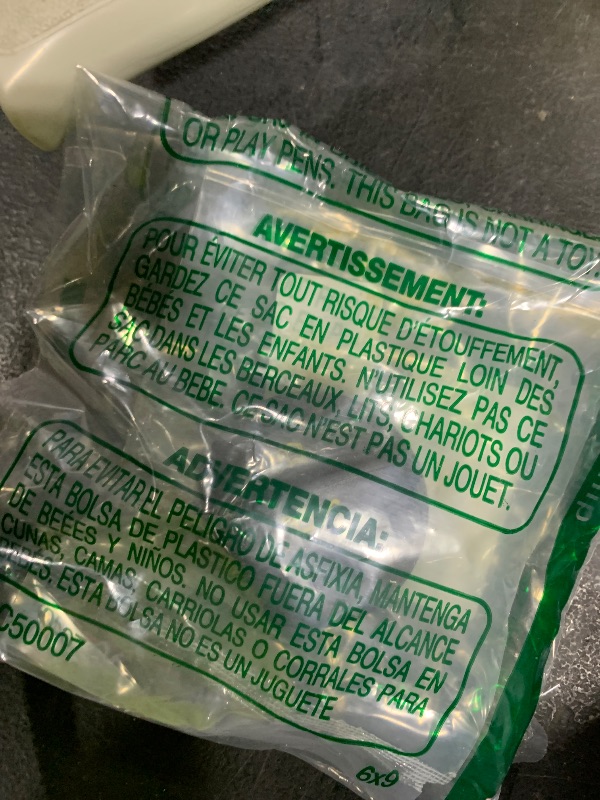 OR PLAY PENS. THIS BAG IS NOT A TOY
AVERTISSEMENT:
POUR ÉVITER TOUT RISQUE D'ÉTOUFFEMENT,
GARDEZ CE SAC EN PLASTIQUE LOIN DES
BÉBÉS ET LES ENFANTS. N'UTILISEZ PAS CE
SAC DANS LES BERCEAUX, LITS, CHARIOTS OU
PARC AU BEBE. CE SAC N'EST PAS UN JOUET.
ADVERTENCIA:
PARA EVITAR EL PELIGRO DE ASFIXIA, MANTENGA
ESTA BOLSA DE PLASTICO FUERA DEL ALCANCE
DE BEEES Y NIÑOS. NO USAR ESTA BOLSA EN
CUNAS, CAMAS, CARRIOLAS O CORRALES PARA
BEBES. ESTA BOLSA NO ES UN JUGUETE
C50007
6x9